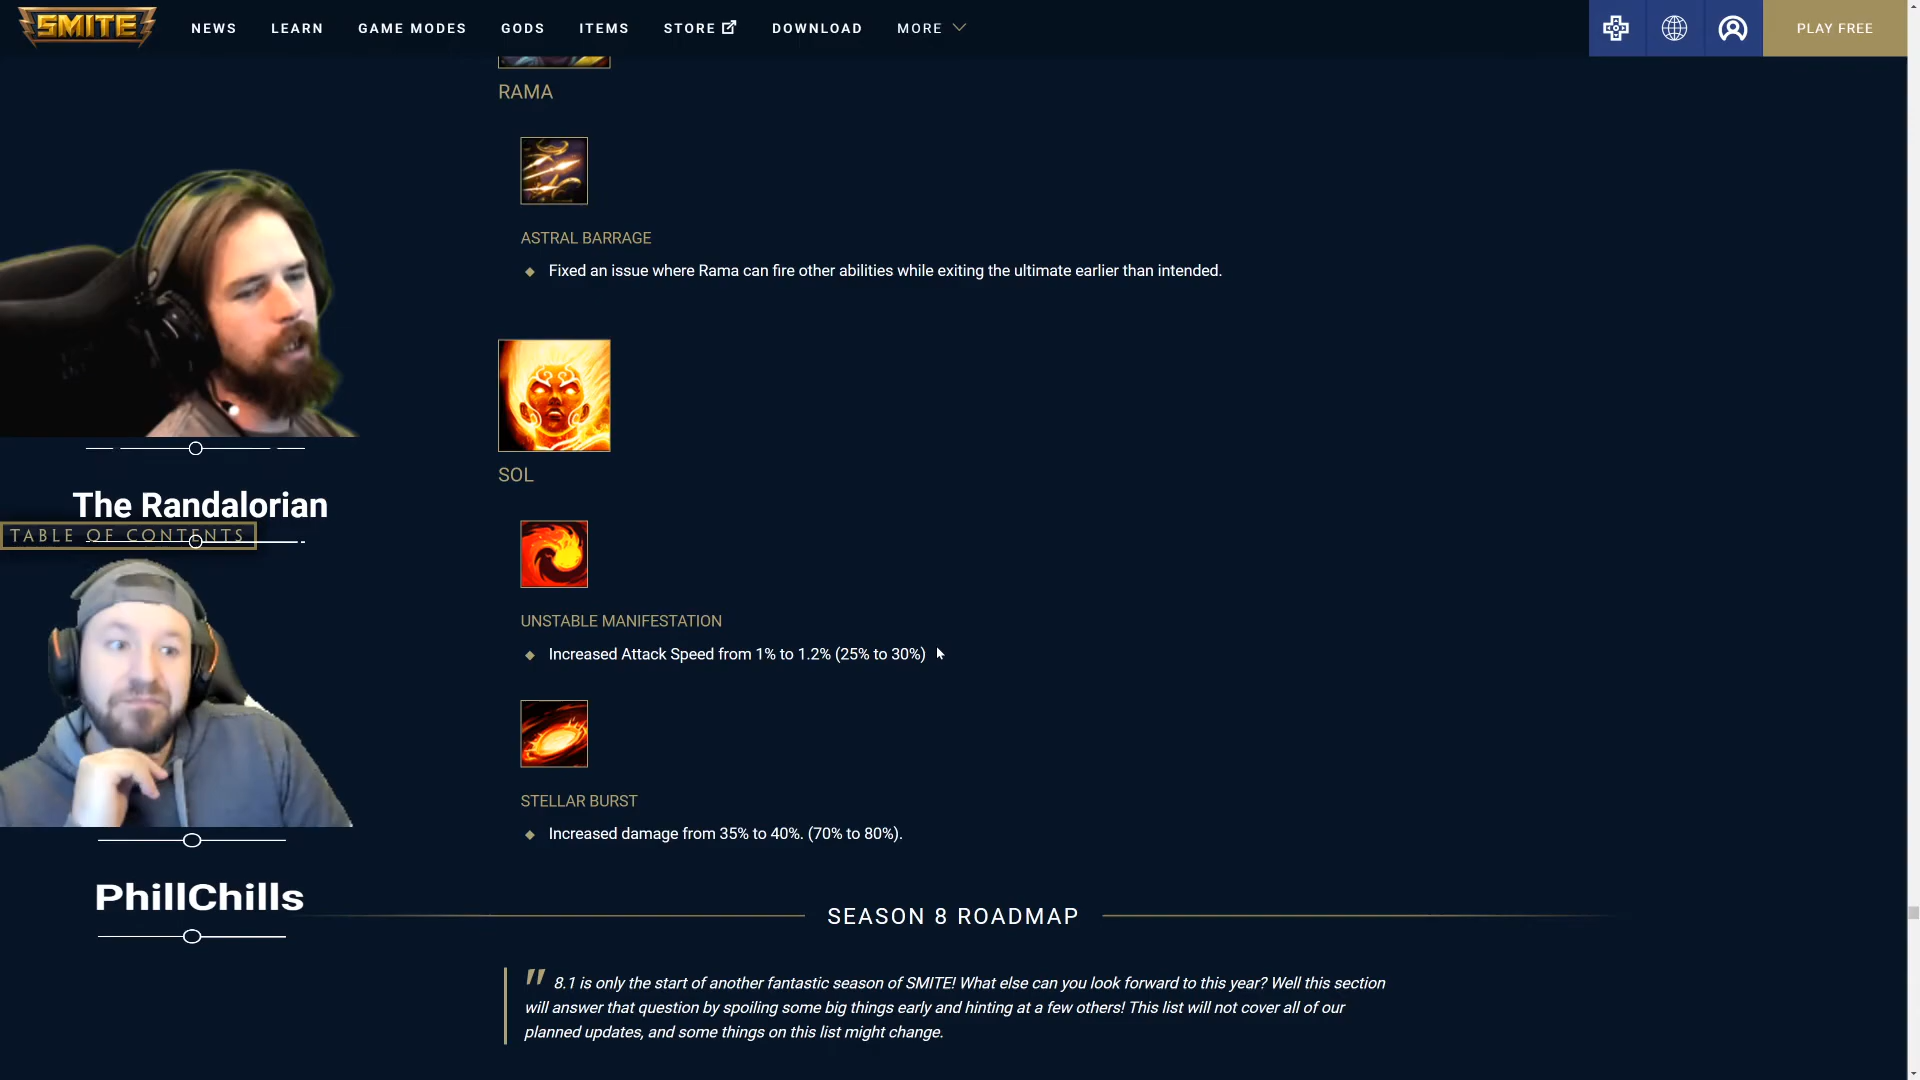 SMITE
NEWS LEARN GAME MODES GODS ITEMS STORE DOWNLOAD MORE PLAY FREE
RAMA
ASTRAL BARRAGE
Fixed an issue where Rama can fire other abilities while exiting the ultimate earlier than intended.
SOL
The Randalorian
TABLE OF CONTENTS
UNSTABLE MANIFESTATION
Increased Attack Speed from 1% to 1.2% (25% to 30%)
STELLAR BURST
Increased damage from 35% to 40%. (70% to 80%).
PhillChills
SEASON 8 ROADMAP
" 8.1 is only the start of another fantastic season of SMITE! What else can you look forward to this year? Well this section
will answer that question by spoiling some big things early and hinting at a few others! This list will not cover all of our
planned updates, and some things on this list might change.